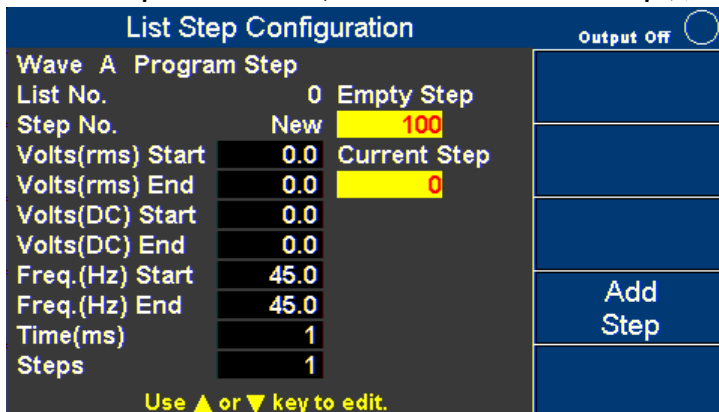 List Step Configuration Output Off
Wave A Program Step
List No. 0 Empty Step
Step No. New 100
Volts(rms) Start 0.0 Current Step
Volts(rms) End 0.0 0
Volts(DC) Start 0.0
Volts(DC) End 0.0
Freq.(Hz) Start 45.0
Freq.(Hz) End 45.0
Time(ms) 1
Steps 1
Add
Step
Use ▲ or ▼ key to edit.